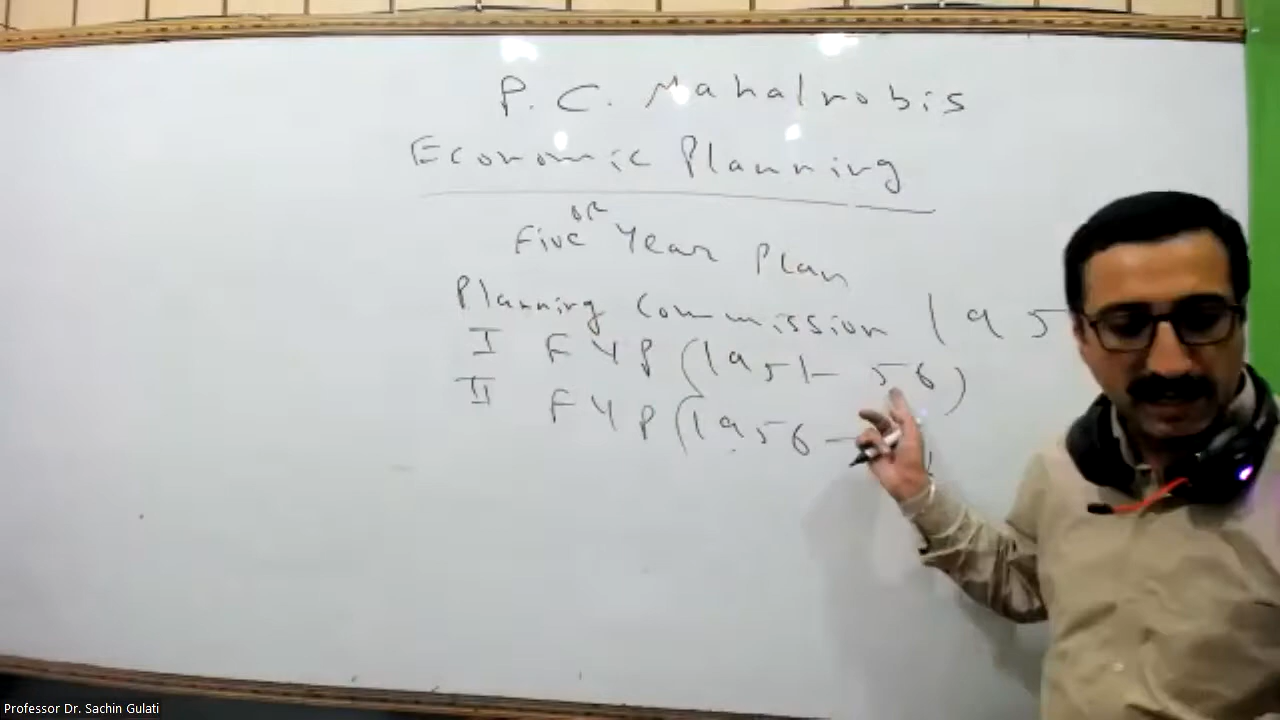 P. C. Mahalnobis
Economic Planning
OR
Five Year Plan
Planning Commission 195
I FYP (1951-56)
II FYP (1956-
Professor Dr. Sachin Gulati